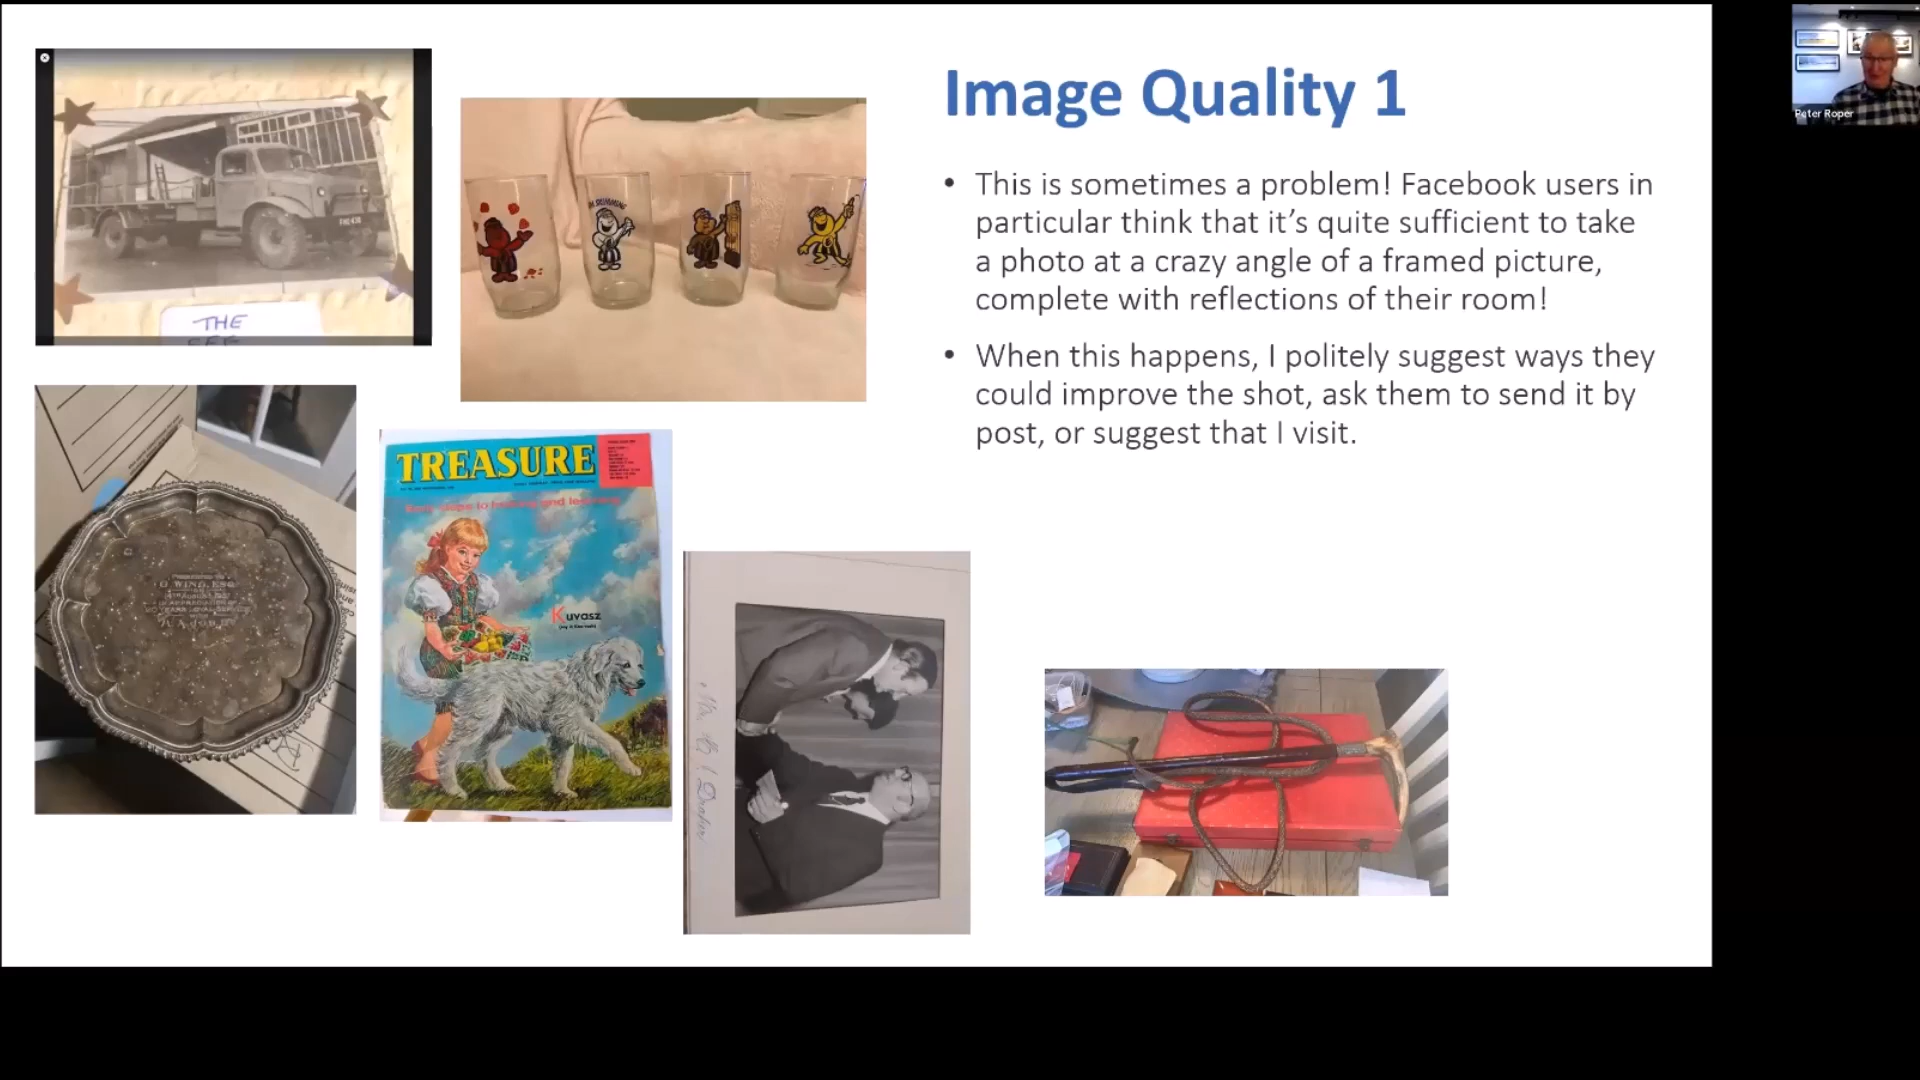 Image Quality 1
• This is sometimes a problem! Facebook users in
particular think that it’s quite sufficient to take
a photo at a crazy angle of a framed picture,
complete with reflections of their room!
• When this happens, I politely suggest ways they
could improve the shot, ask them to send it by
post, or suggest that I visit.
Peter Roper
THE
TREASURE
Kuvasz
O. WING, ESQ